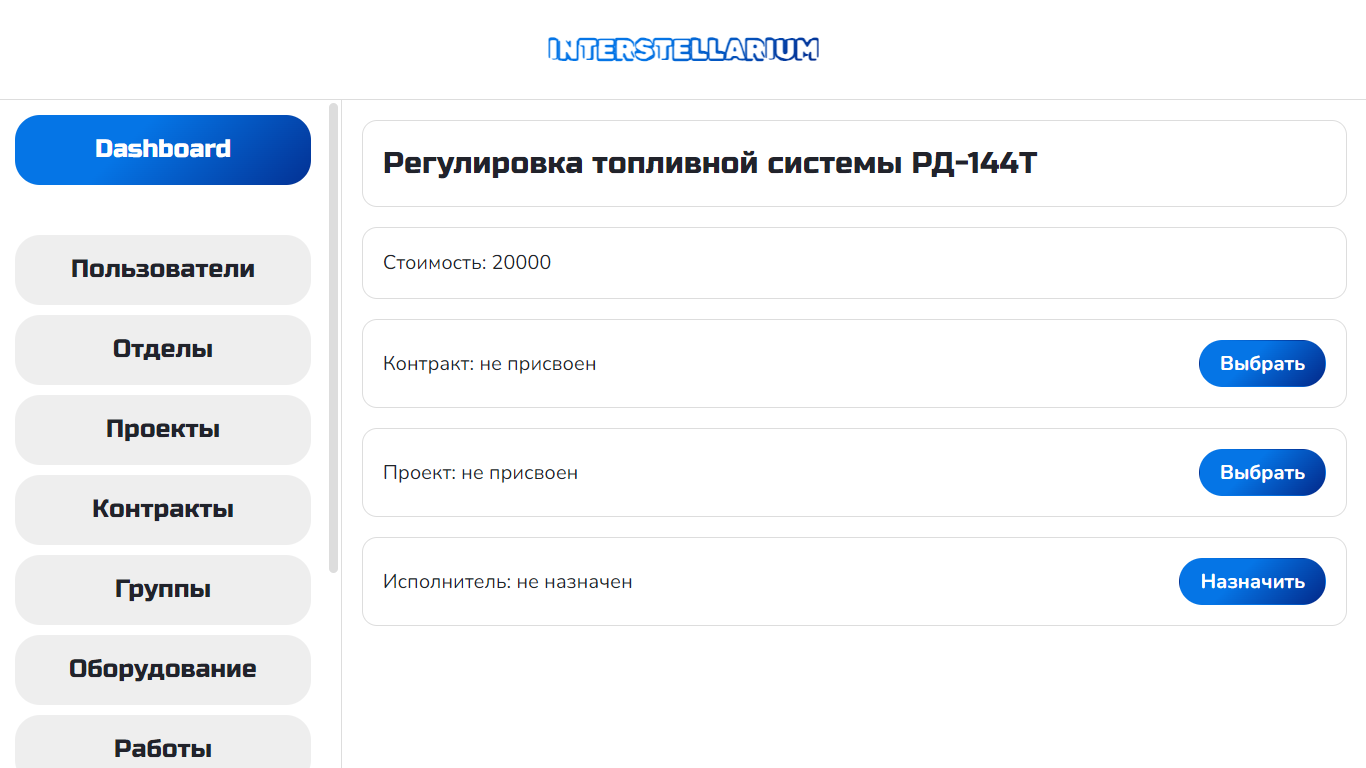 INTERSTELLARIUM
Dashboard
Пользователи
Отделы
Проекты
Контракты
Группы
Оборудование
Работы
Регулировка топливной системы РД-144Т
Стоимость: 20000
Контракт: не присвоен
Выбрать
Проект: не присвоен
Выбрать
Исполнитель: не назначен
Назначить